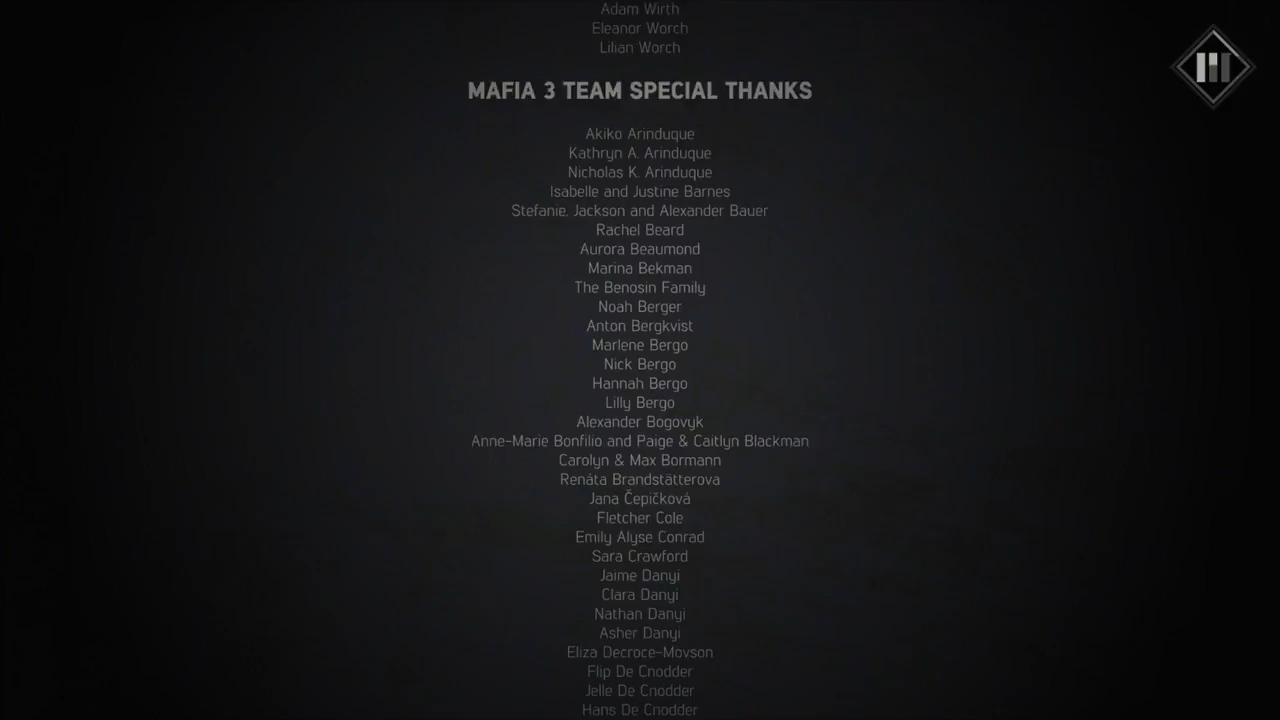 Adam Wirth
Eleanor Worch
Lilian Worch
MAFIA 3 TEAM SPECIAL THANKS
Akiko Arinduque
Kathryn A. Arinduque
Nicholas K. Arinduque
Isabelle and Justine Barnes
Stefanie, Jackson and Alexander Bauer
Rachel Beard
Aurora Beaumond
Marina Bekman
The Benosin Family
Noah Berger
Anton Bergkvist
Marlene Bergo
Nick Bergo
Hannah Bergo
Lilly Bergo
Alexander Bogovyk
Anne-Marie Bonfilio and Paige & Caitlyn Blackman
Carolyn & Max Bormann
Renáta Brandstätterova
Jana Čepičková
Fletcher Cole
Emily Alyse Conrad
Sara Crawford
Jaime Danyi
Clara Danyi
Nathan Danyi
Asher Danyi
Eliza Decroce-Movson
Flip De Cnodder
Jelle De Cnodder
Hans De Cnodder